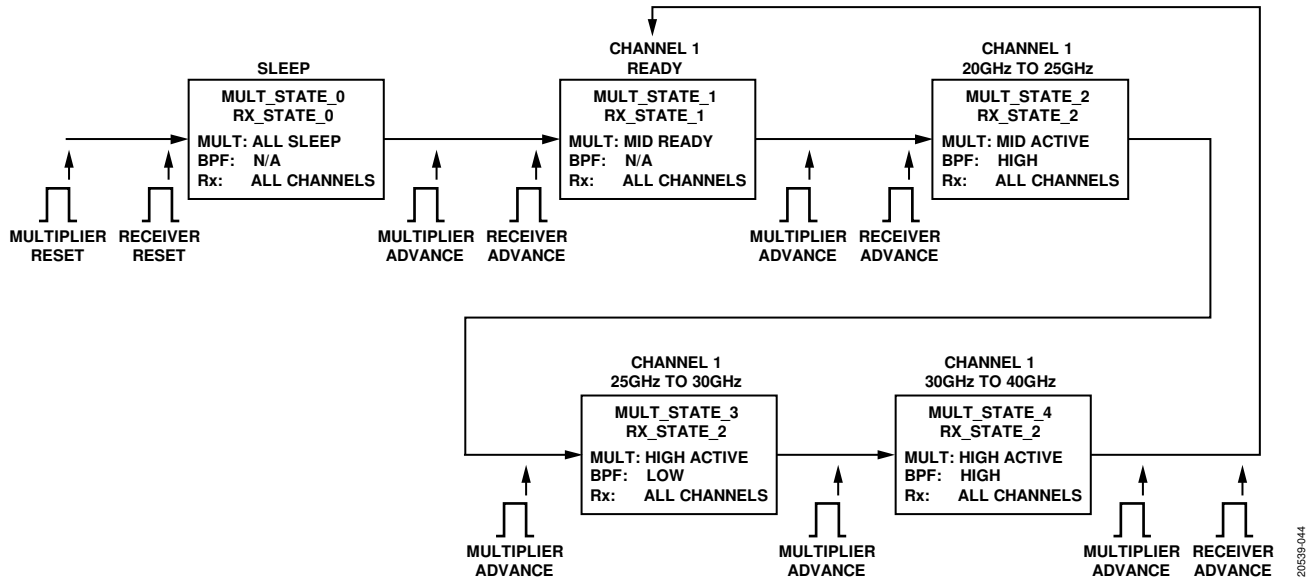 SLEEP
MULT_STATE_0
RX_STATE_0
MULT: ALL SLEEP
BPF: N/A
Rx: ALL CHANNELS
MULTIPLIER
RESET
RECEIVER
RESET
MULTIPLIER
ADVANCE
RECEIVER
ADVANCE
CHANNEL 1
READY
MULT_STATE_1
RX_STATE_1
MULT: MID READY
BPF: N/A
Rx: ALL CHANNELS
MULTIPLIER
ADVANCE
RECEIVER
ADVANCE
CHANNEL 1
20GHz TO 25GHz
MULT_STATE_2
RX_STATE_2
MULT: MID ACTIVE
BPF: HIGH
Rx: ALL CHANNELS
MULTIPLIER
ADVANCE
CHANNEL 1
25GHz TO 30GHz
MULT_STATE_3
RX_STATE_2
MULT: HIGH ACTIVE
BPF: LOW
Rx: ALL CHANNELS
MULTIPLIER
ADVANCE
CHANNEL 1
30GHz TO 40GHz
MULT_STATE_4
RX_STATE_2
MULT: HIGH ACTIVE
BPF: HIGH
Rx: ALL CHANNELS
MULTIPLIER
ADVANCE
RECEIVER
ADVANCE
20539-044